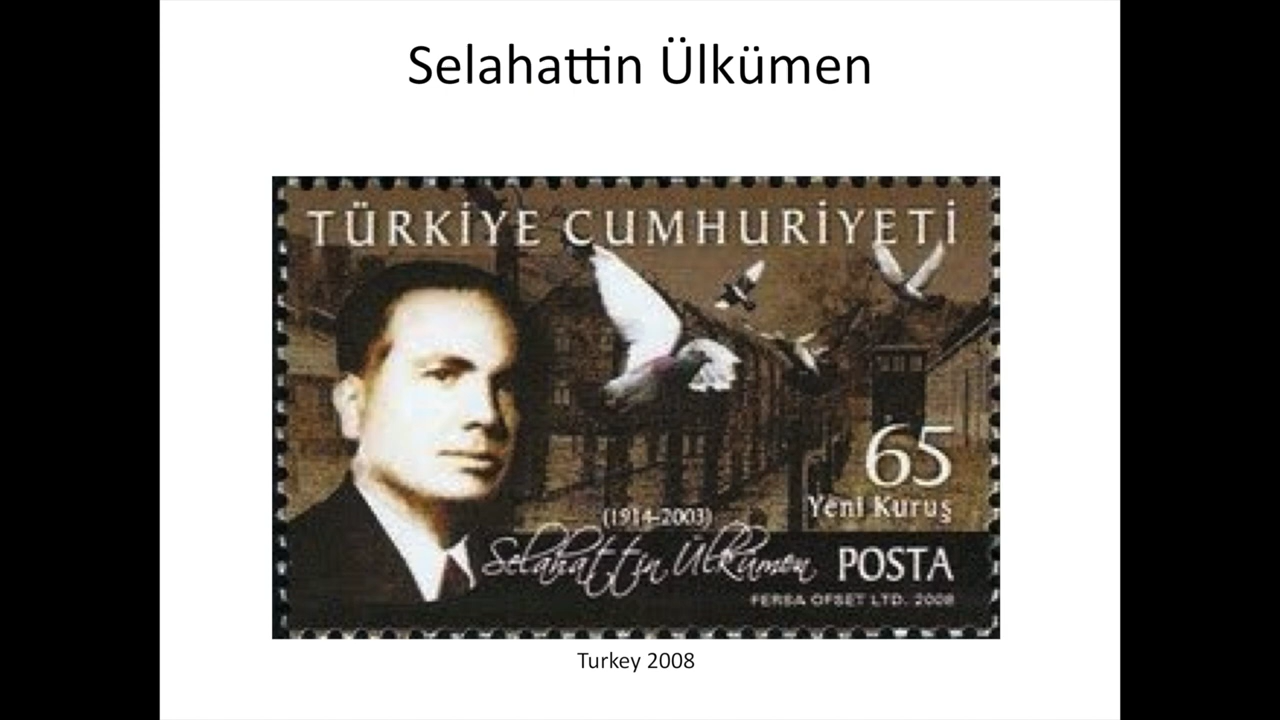 Selahattin Ülkümen
TÜRKİYE CUMHURİYETİ
65
Yeni Kuruş
(1914-2003)
Selahattin Ülkümen POSTA
FERSA OFSET LTD. 2008
Turkey 2008